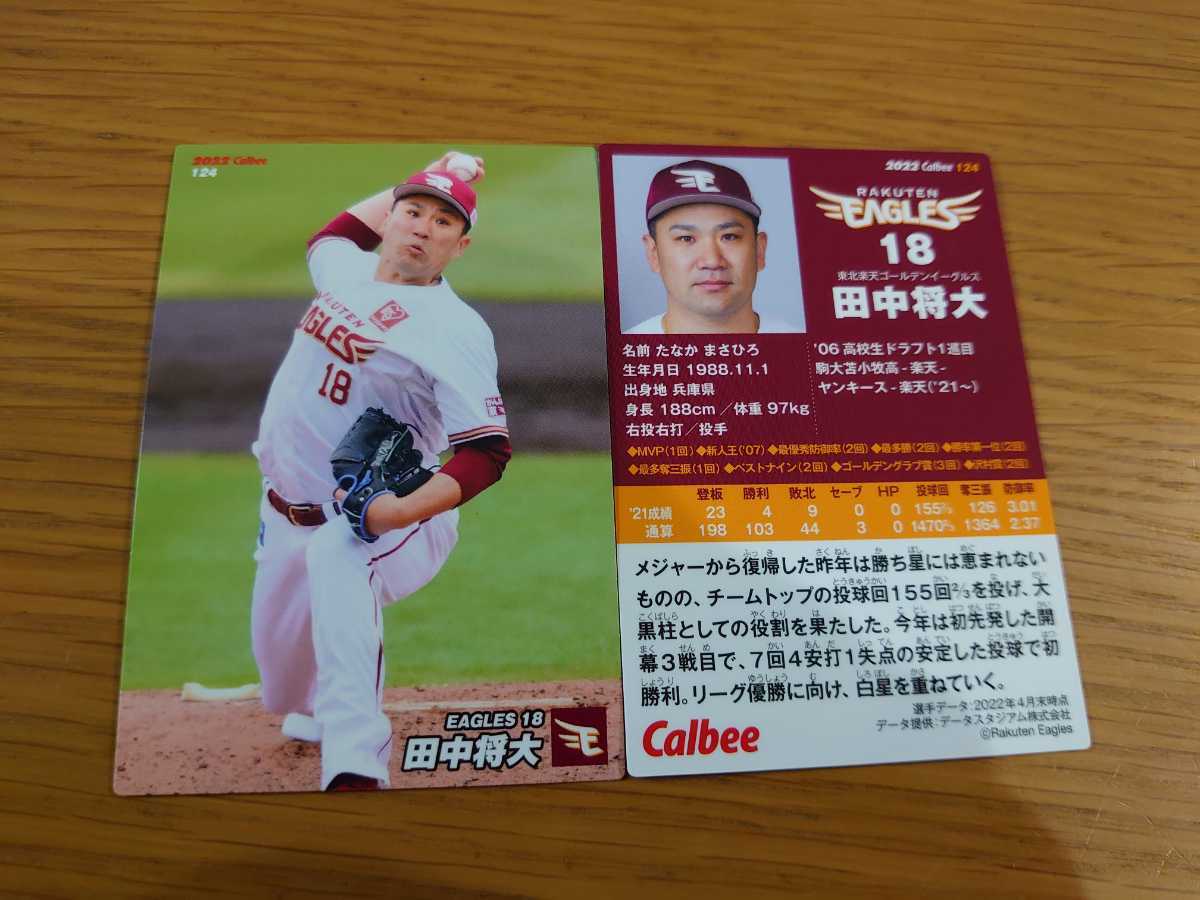 2022 Calbee
124
RAKUTEN
EAGLES
18
EAGLES 18
田中将大
2022 Calbee 124
RAKUTEN
EAGLES
18
東北楽天ゴールデンイーグルス
田中将大
名前 たなか まさひろ
生年月日 1988.11.1
出身地 兵庫県
身長 188cm／体重 97kg
右投右打／投手
'06 高校生ドラフト1巡目
駒大苫小牧高 - 楽天 -
ヤンキース - 楽天('21～)
◆MVP(1回) ◆新人王('07) ◆最優秀防御率(2回) ◆最多勝(2回) ◆勝率第一位(2回)
◆最多奪三振(1回) ◆ベストナイン(2回) ◆ゴールデングラブ賞(3回) ◆沢村賞(2回)
登板 勝利 敗北 セーブ HP 投球回 奪三振 防御率
'21成績 23 4 9 0 0 155⅔ 126 3.01
通算 198 103 44 3 0 1470⅔ 1364 2.37
メジャーから復帰した昨年は勝ち星には恵まれない
ものの、チームトップの投球回155回⅔を投げ、大
黒柱としての役割を果たした。今年は初先発した開
幕3戦目で、7回4安打1失点の安定した投球で初
勝利。リーグ優勝に向け、白星を重ねていく。
選手データ：2022年4月末時点
データ提供：データスタジアム株式会社
©Rakuten Eagles
Calbee